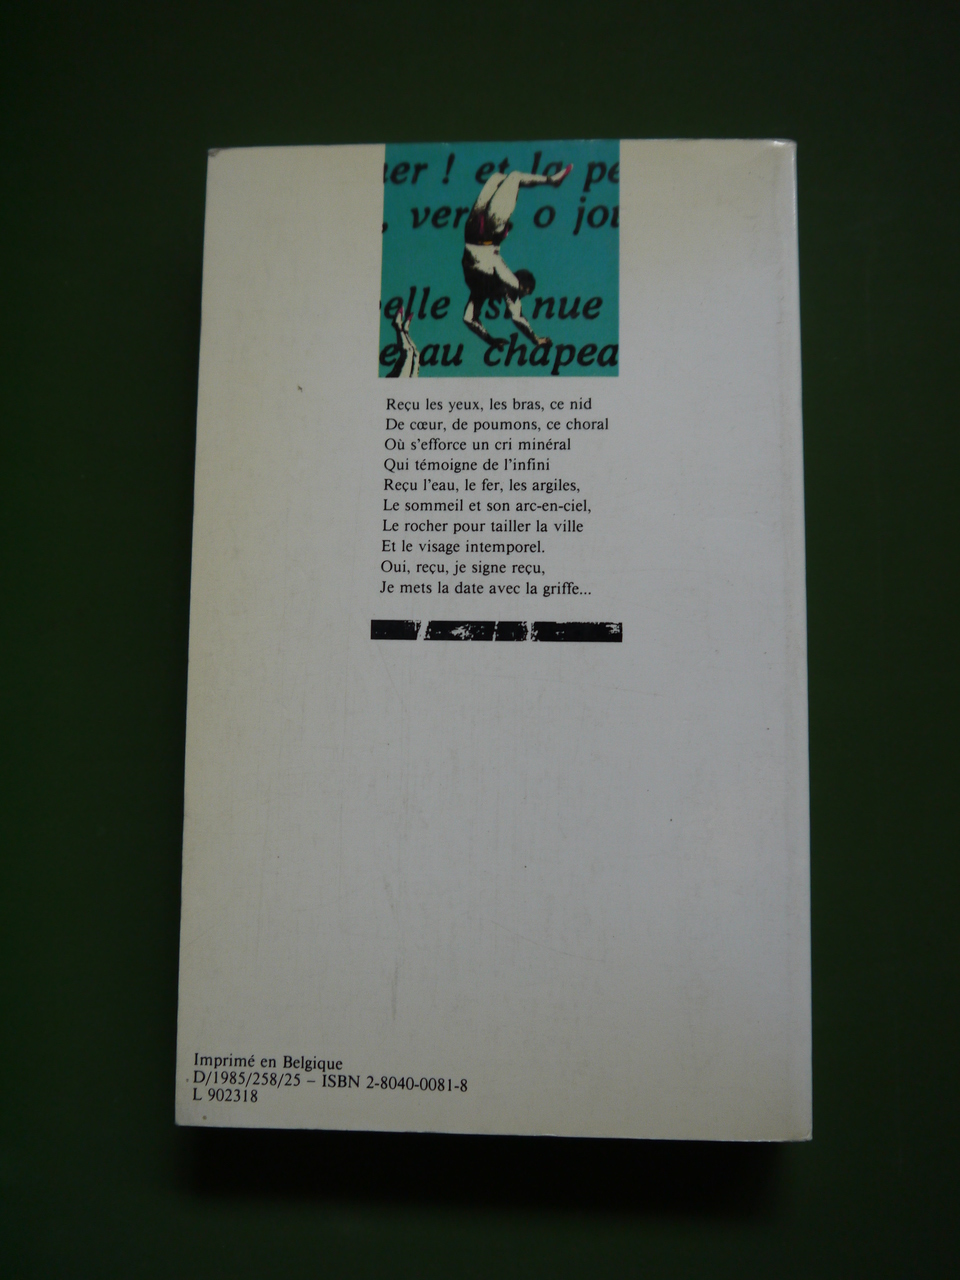 er ! et la pe
, ver o jou
elle si nue
e au chapea
Reçu les yeux, les bras, ce nid
De cœur, de poumons, ce choral
Où s'efforce un cri minéral
Qui témoigne de l'infini
Reçu l'eau, le fer, les argiles,
Le sommeil et son arc-en-ciel,
Le rocher pour tailler la ville
Et le visage intemporel.
Oui, reçu, je signe reçu,
Je mets la date avec la griffe...
Imprimé en Belgique
D/1985/258/25 – ISBN 2-8040-0081-8
L 902318